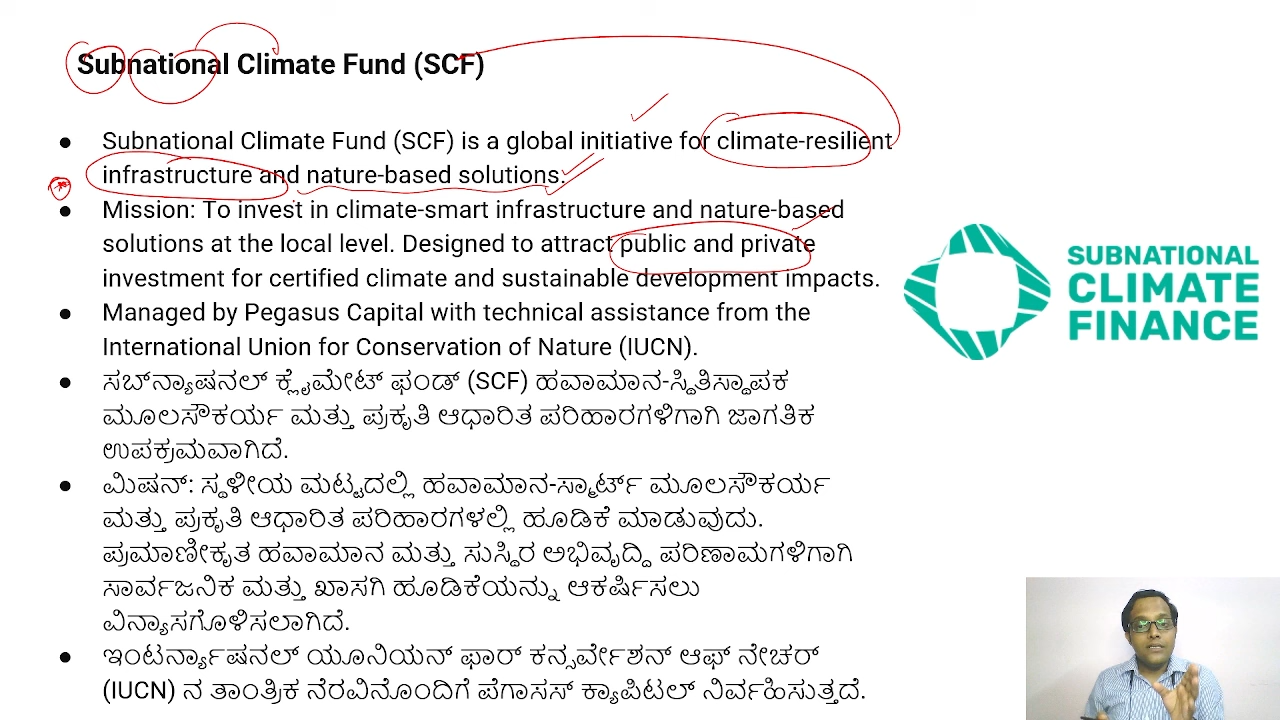 Subnational Climate Fund (SCF)
● Subnational Climate Fund (SCF) is a global initiative for climate-resilient
infrastructure and nature-based solutions.
● Mission: To invest in climate-smart infrastructure and nature-based
solutions at the local level. Designed to attract public and private
investment for certified climate and sustainable development impacts.
● Managed by Pegasus Capital with technical assistance from the
International Union for Conservation of Nature (IUCN).
● ಸಬ್‌ನ್ಯಾಷನಲ್ ಕ್ಲೈಮೇಟ್ ಫಂಡ್ (SCF) ಹವಾಮಾನ-ಸ್ಥಿತಿಸ್ಥಾಪಕ
ಮೂಲಸೌಕರ್ಯ ಮತ್ತು ಪ್ರಕೃತಿ ಆಧಾರಿತ ಪರಿಹಾರಗಳಿಗಾಗಿ ಜಾಗತಿಕ
ಉಪಕ್ರಮವಾಗಿದೆ.
● ಮಿಷನ್: ಸ್ಥಳೀಯ ಮಟ್ಟದಲ್ಲಿ ಹವಾಮಾನ-ಸ್ಮಾರ್ಟ್ ಮೂಲಸೌಕರ್ಯ
ಮತ್ತು ಪ್ರಕೃತಿ ಆಧಾರಿತ ಪರಿಹಾರಗಳಲ್ಲಿ ಹೂಡಿಕೆ ಮಾಡುವುದು.
ಪ್ರಮಾಣೀಕೃತ ಹವಾಮಾನ ಮತ್ತು ಸುಸ್ಥಿರ ಅಭಿವೃದ್ಧಿ ಪರಿಣಾಮಗಳಿಗಾಗಿ
ಸಾರ್ವಜನಿಕ ಮತ್ತು ಖಾಸಗಿ ಹೂಡಿಕೆಯನ್ನು ಆಕರ್ಷಿಸಲು
ವಿನ್ಯಾಸಗೊಳಿಸಲಾಗಿದೆ.
● ಇಂಟರ್ನ್ಯಾಷನಲ್ ಯೂನಿಯನ್ ಫಾರ್ ಕನ್ಸರ್ವೇಶನ್ ಆಫ್ ನೇಚರ್
(IUCN) ನ ತಾಂತ್ರಿಕ ನೆರವಿನೊಂದಿಗೆ ಪೆಗಾಸಸ್ ಕ್ಯಾಪಿಟಲ್ ನಿರ್ವಹಿಸುತ್ತದೆ.
SUBNATIONAL
CLIMATE
FINANCE